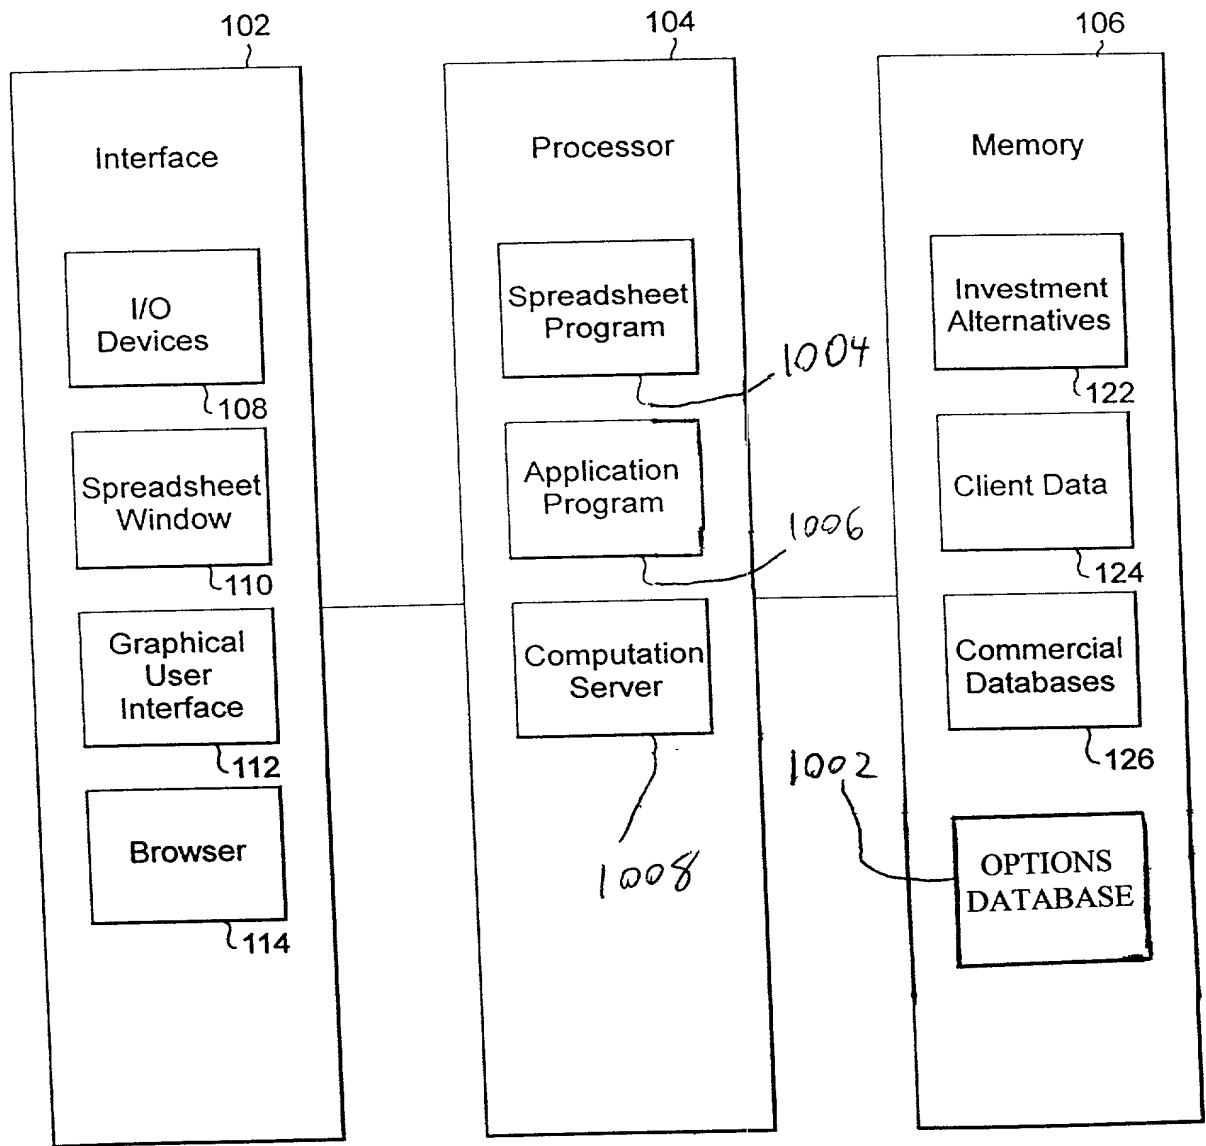 102
104
106
Interface
Processor
Memory
I/O
Devices
108
Spreadsheet
Window
110
Graphical
User
Interface
112
Browser
114
Spreadsheet
Program
1004
Application
Program
1006
Computation
Server
1008
Investment
Alternatives
122
Client Data
124
Commercial
Databases
126
1002
OPTIONS
DATABASE